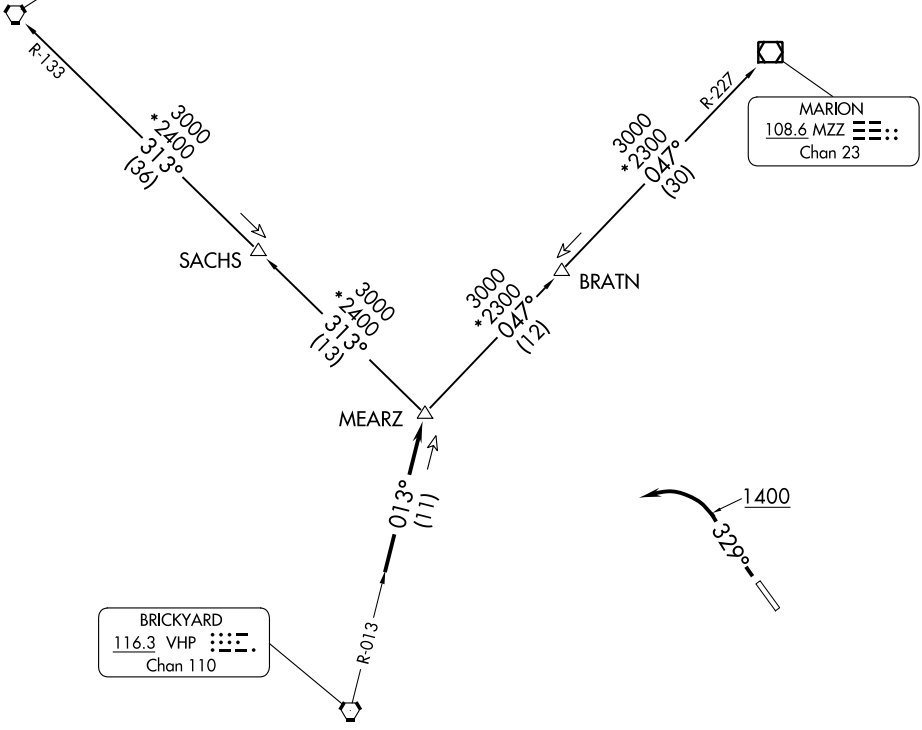 R-133
3000
*2400
313°
(36)
SACHS
3000
*2400
313°
(13)
MEARZ
3000
*2300
047°
(12)
BRATN
3000
*2300
047°
(30)
R-227
MARION
108.6 MZZ
Chan 23
013°
(11)
R-013
BRICKYARD
116.3 VHP
Chan 110
1400
329°